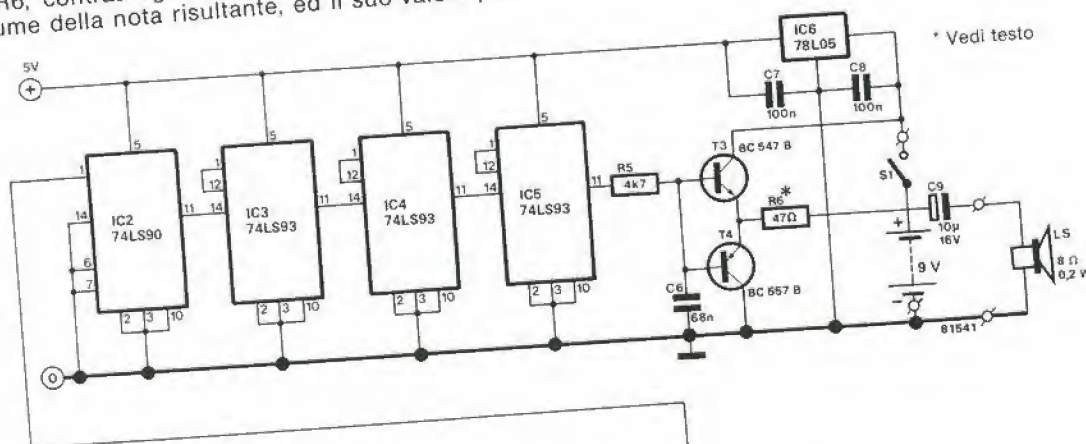 R6, 
ume della nota risultante, ed il suo
* Vedi testo
5V
+
IC6
78L05
C7
100n
C8
100n
5
5
5
5
1
14
6
7
IC2
74LS90
11
2 3 10
1
12
14
IC3
74LS93
11
2 3 10
1
12
14
IC4
74LS93
11
2 3 10
1
12
14
IC5
74LS93
11
2 3 10
R5
4k7
T3
BC 547 B
R6
*
47Ω
T4
BC 557 B
C6
68n
S1
+
9 V
–
C9
10µ
16V
LS
8 Ω
0,2 W
81541
0